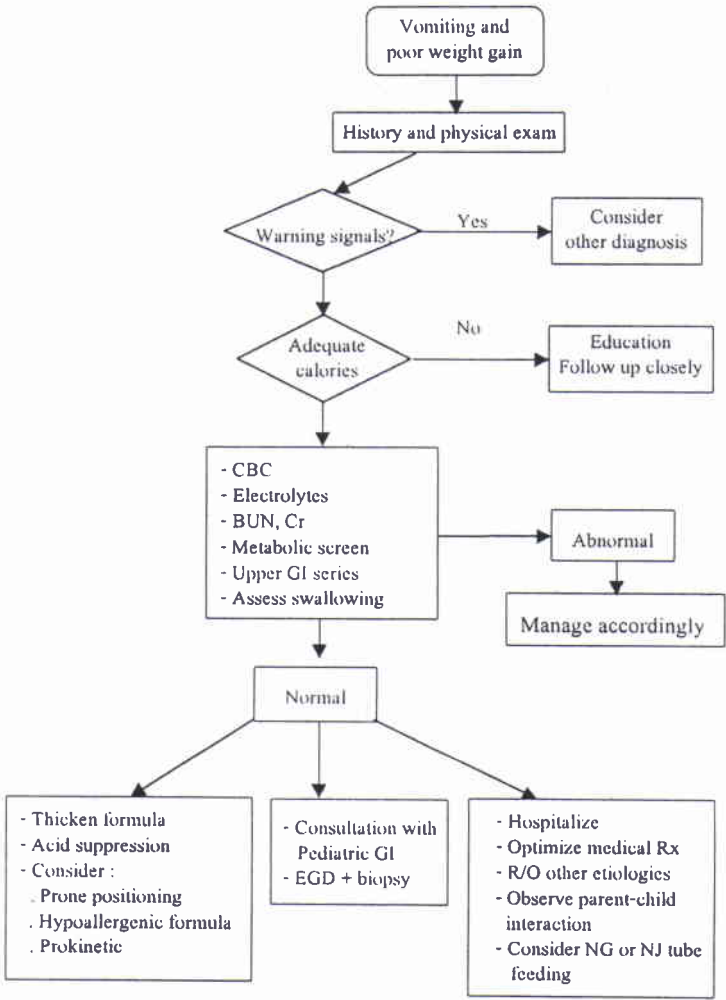 Vomiting and
poor weight gain
History and physical exam
Warning signals?
Yes
Consider
other diagnosis
Adequate
calories
No
Education
Follow up closely
- CBC
- Electrolytes
- BUN, Cr
- Metabolic screen
- Upper GI series
- Assess swallowing
Abnormal
Manage accordingly
Normal
- Thicken formula
- Acid suppression
- Consider :
. Prone positioning
. Hypoallergenic formula
. Prokinetic
- Consultation with
Pediatric GI
- EGD + biopsy
- Hospitalize
- Optimize medical Rx
- R/O other etiologies
- Observe parent-child
interaction
- Consider NG or NJ tube
feeding